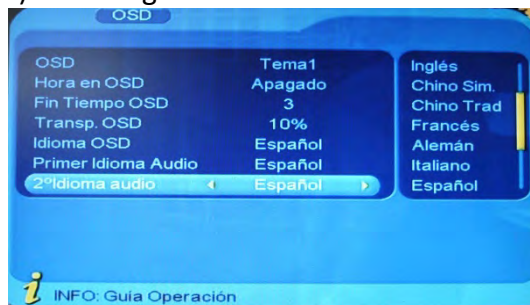 OSD
OSD Tema1
Hora en OSD Apagado
Fin Tiempo OSD 3
Transp. OSD 10%
Idioma OSD Español
Primer Idioma Audio Español
2ºIdioma audio Español
Inglés
Chino Sim.
Chino Trad
Francés
Alemán
Italiano
Español
i INFO: Guía Operación